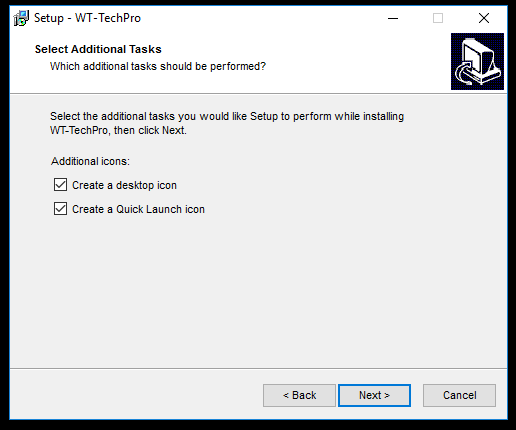 Setup - WT-TechPro
Select Additional Tasks
Which additional tasks should be performed?
Select the additional tasks you would like Setup to perform while installing
WT-TechPro, then click Next.
Additional icons:
Create a desktop icon
Create a Quick Launch icon
< Back
Next >
Cancel